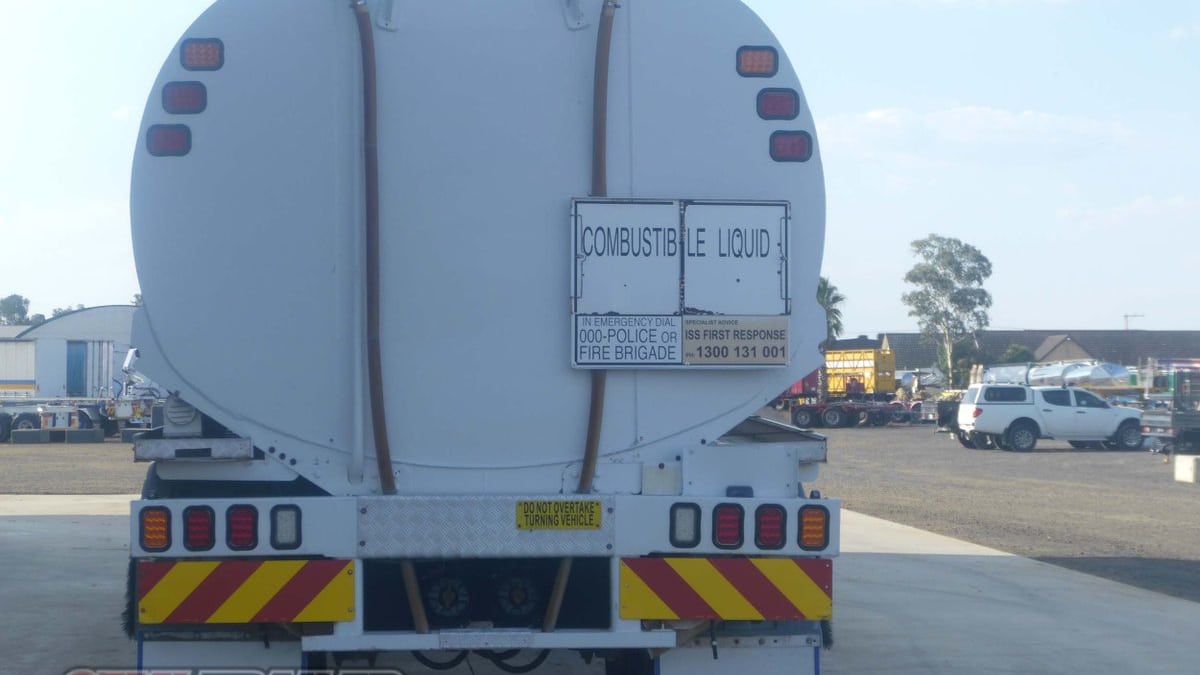 COMBUSTIBLE LIQUID
IN EMERGENCY DIAL
000-POLICE OR
FIRE BRIGADE
SPECIALIST ADVICE
ISS FIRST RESPONSE
PH 1300 131 001
DO NOT OVERTAKE
TURNING VEHICLE